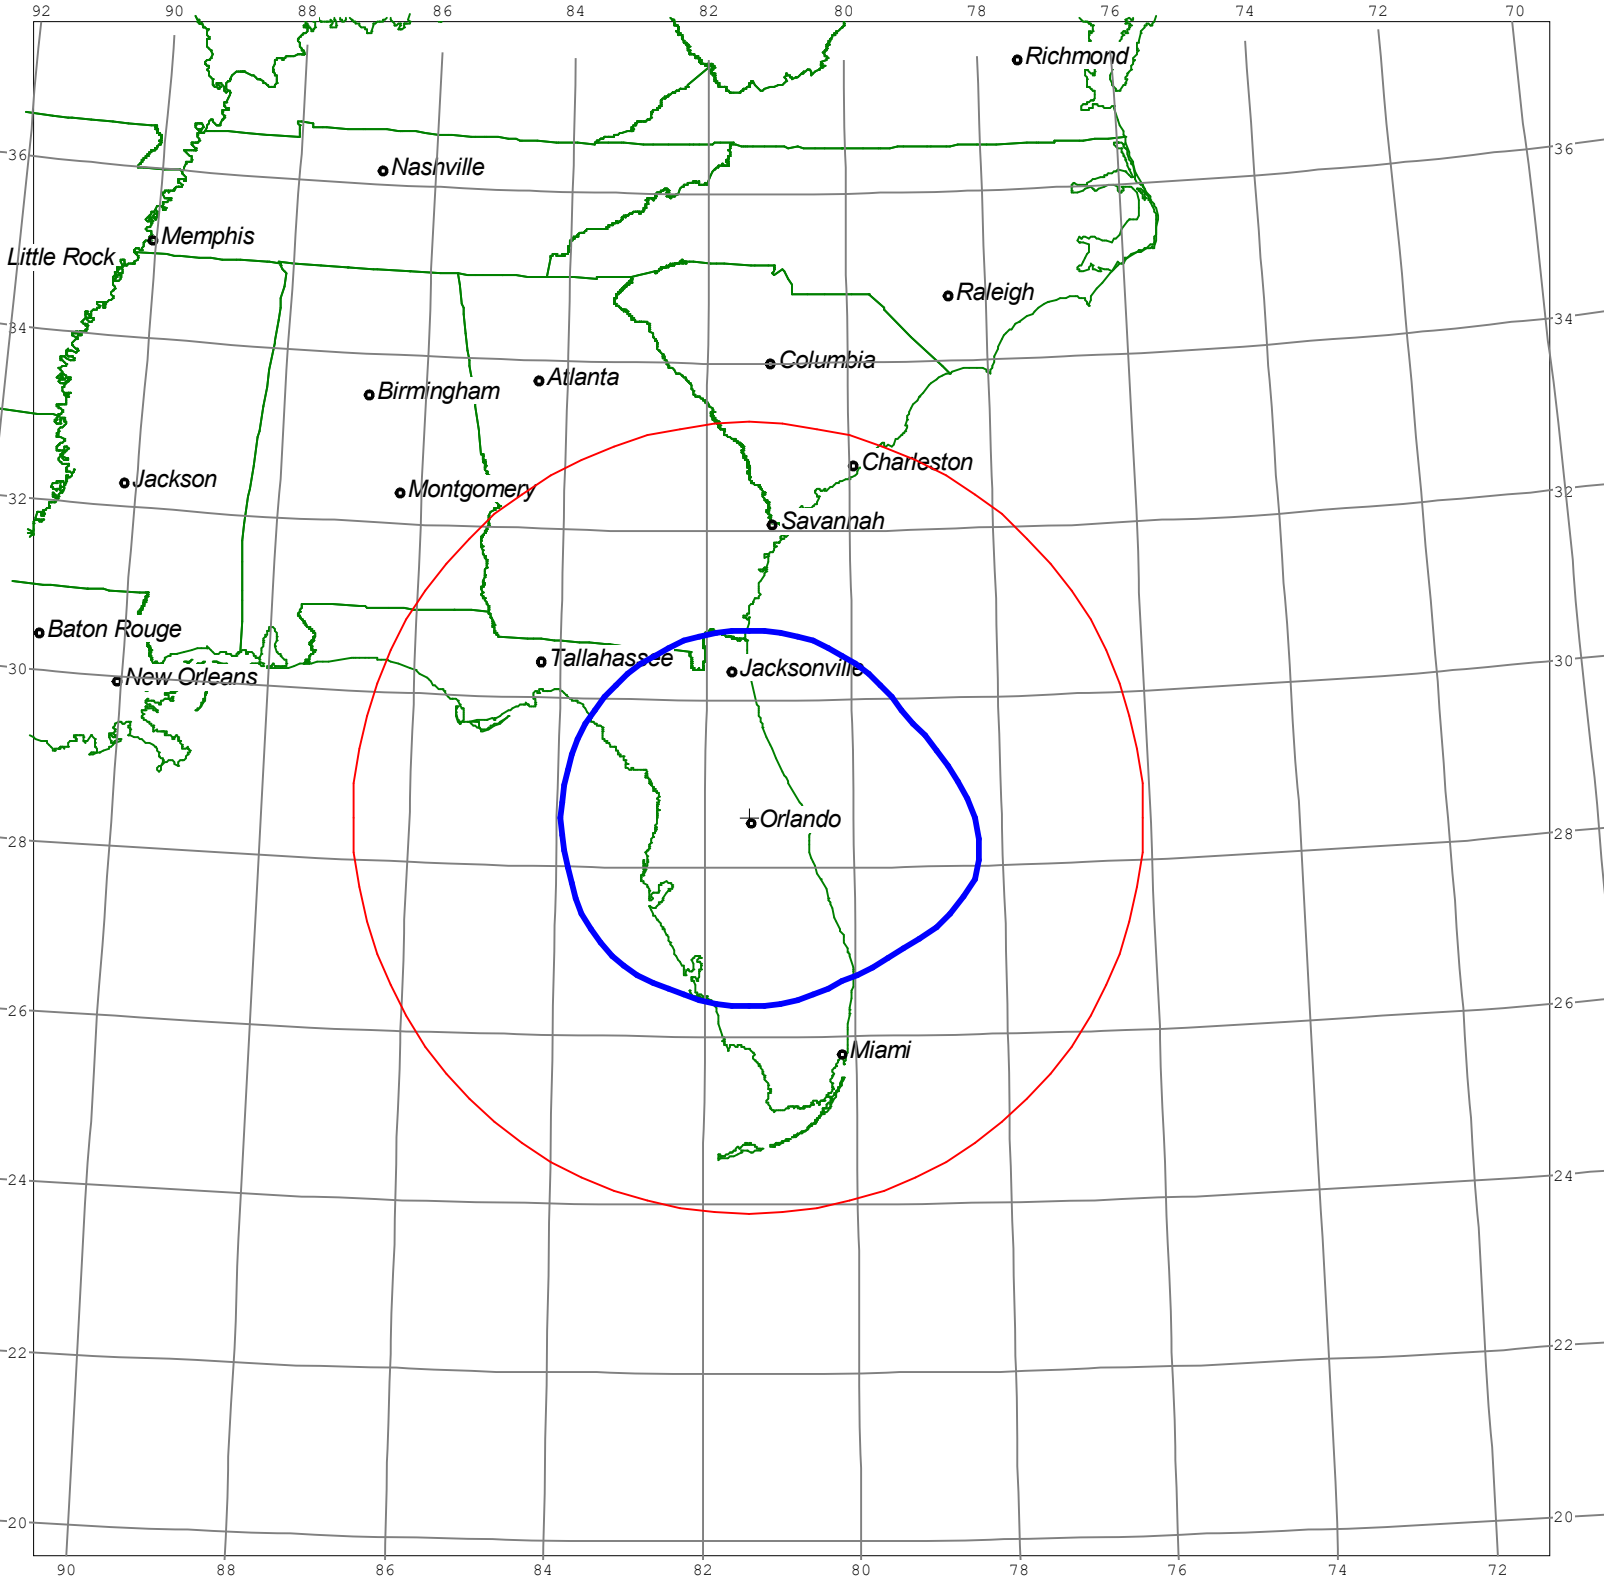 92 90 88 86 84 82 80 78 76 74 72 70
Richmond
36 36
Nashville
Memphis
Little Rock
Raleigh
34 34
Columbia
Atlanta
Birmingham
Charleston
Jackson
Montgomery
32 32
Savannah
Baton Rouge
Tallahassee
30 30
Jacksonville
New Orleans
Orlando
28 28
26 26
Miami
24 24
22 22
20 20
90 88 86 84 82 80 78 76 74 72